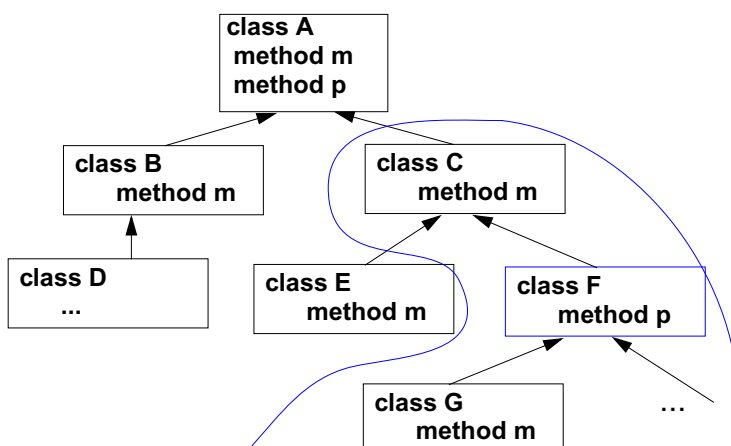 class A
method m
method p
class B
method m
class C
method m
class D
...
class E
method m
class F
method p
class G
method m
...